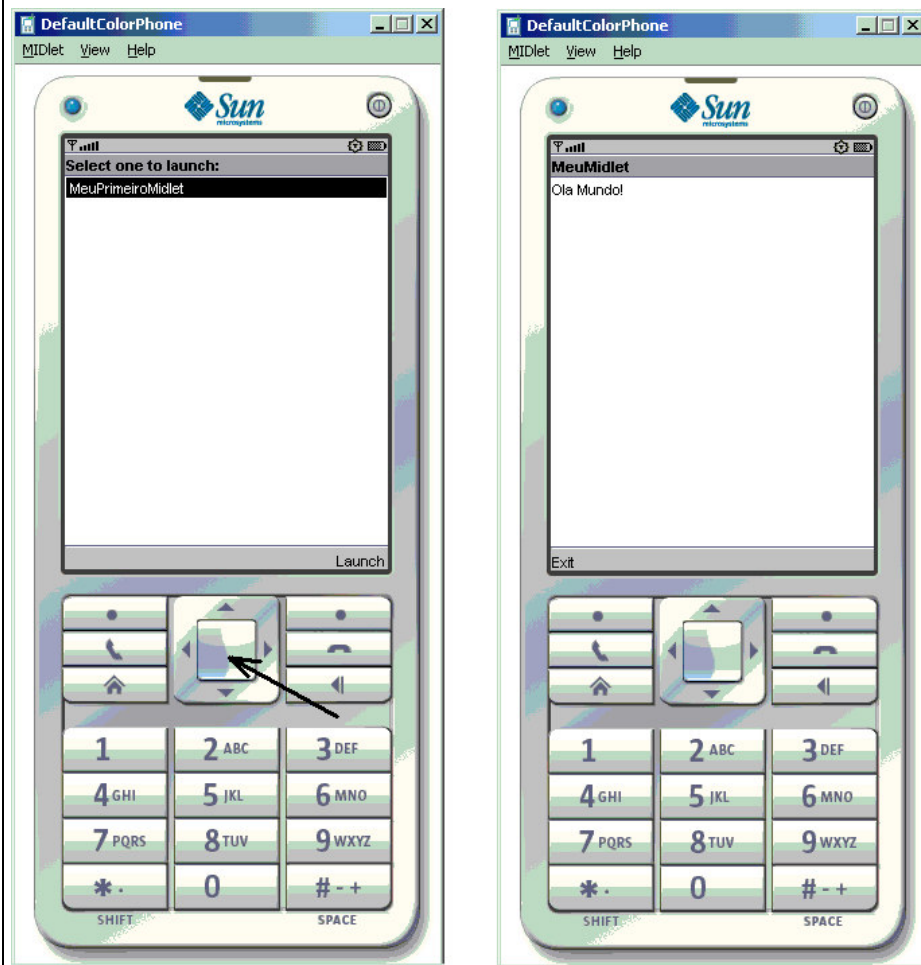 DefaultColorPhone
MIDlet View Help
Sun
microsystems
Select one to launch:
MeuPrimeiroMidlet
Launch
1
2 ABC
3 DEF
4 GHI
5 JKL
6 MNO
7 PQRS
8 TUV
9 WXYZ
* .
0
# - +
SHIFT
SPACE
DefaultColorPhone
MIDlet View Help
Sun
microsystems
MeuMidlet
Ola Mundo!
Exit
1
2 ABC
3 DEF
4 GHI
5 JKL
6 MNO
7 PQRS
8 TUV
9 WXYZ
* .
0
# - +
SHIFT
SPACE